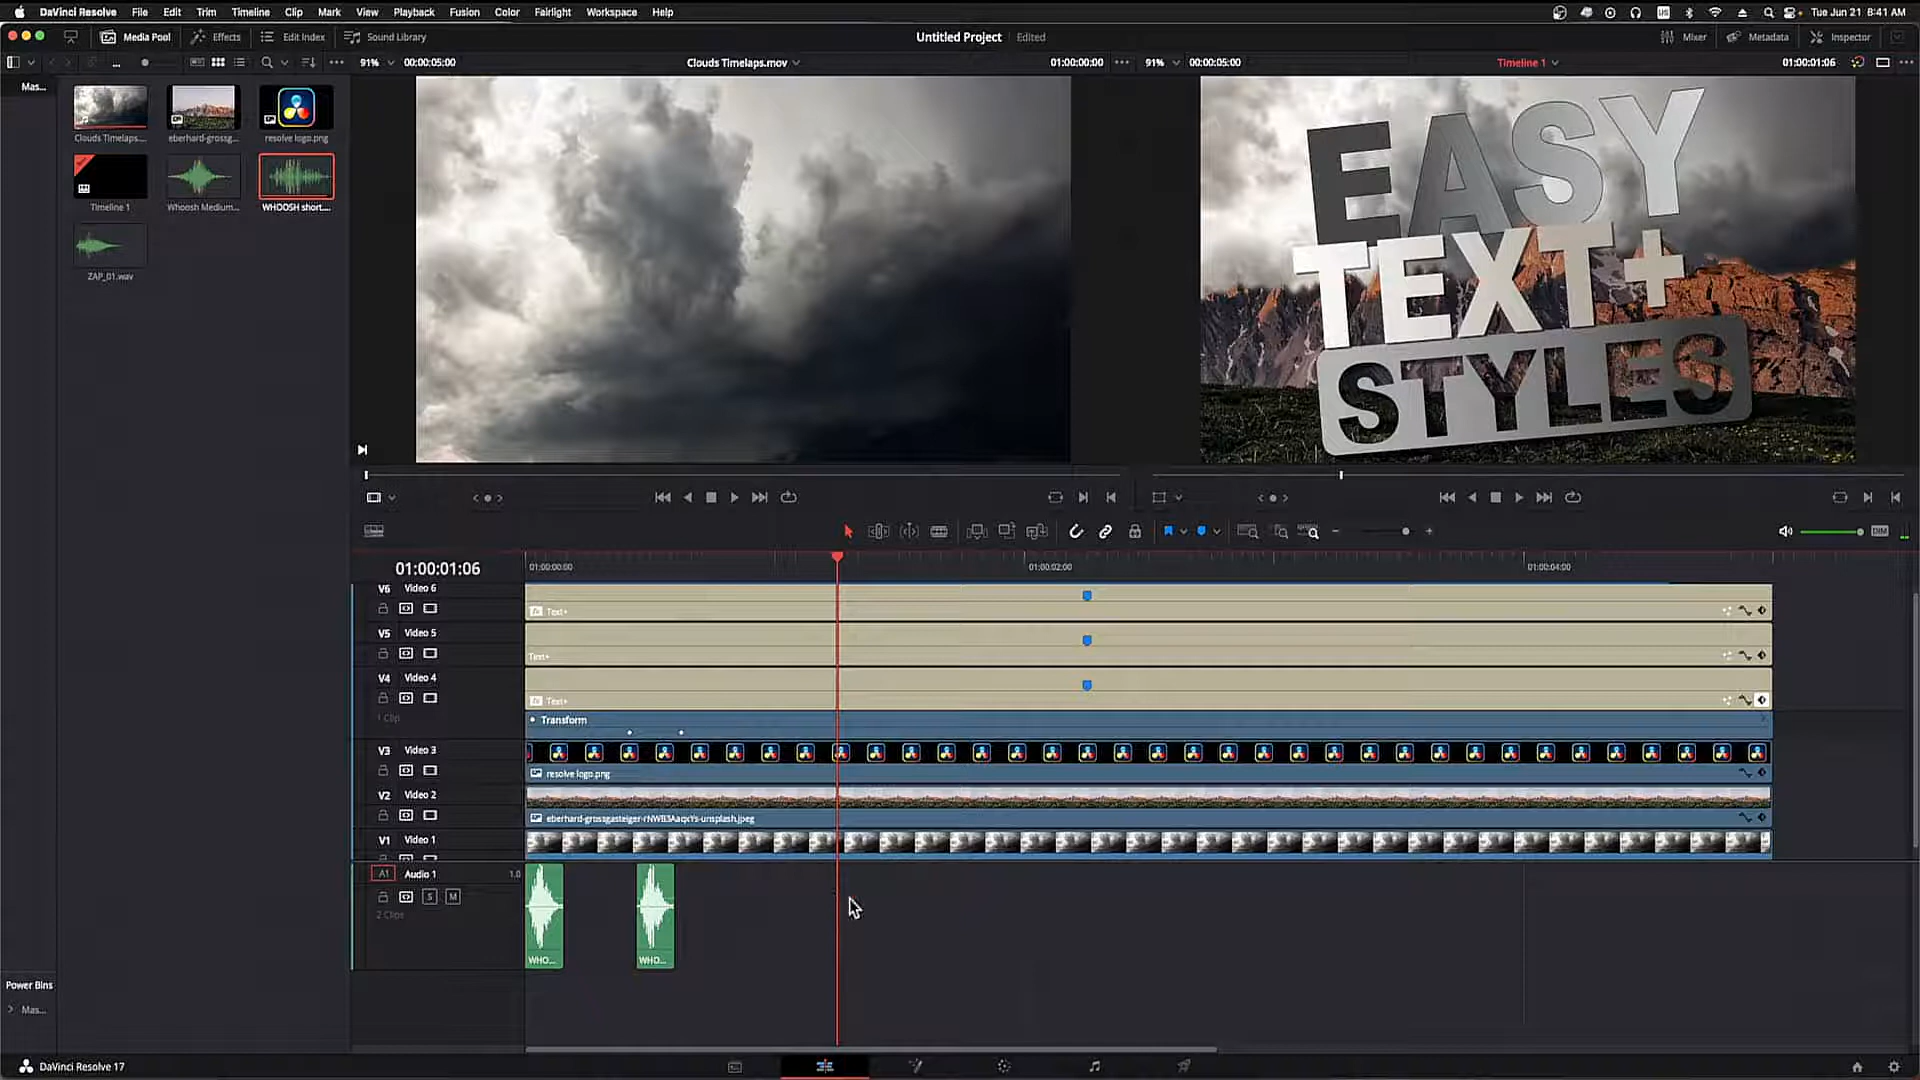 DaVinci Resolve File Edit Trim Timeline Clip Mark View Playback Fusion Color Fairlight Workspace Help Tue Jun 21 8:41 AM
Media Pool Effects Edit Index Sound Library Untitled Project Edited Mixer Metadata Inspector
91% 00:00:05:00 Clouds Timelaps.mov 01:00:00:00 91% 00:00:05:00 Timeline 1 01:00:01:06
Mas...
Clouds Timelaps... eberhard-grossg... resolve logo.png
Timeline 1 Whoosh Medium... WHOOSH short....
ZAP_01.wav
EASY
TEXT+
STYLES
DIM
01:00:01:06 01:00:00:00 01:00:02:00 01:00:04:00
V6 Video 6
Text+
V5 Video 5
Text+
V4 Video 4
Text+
1 Clip
Transform
V3 Video 3
resolve logo.png
V2 Video 2
eberhard-grossgasteiger-rNWB3AaqxYs-unsplash.jpeg
V1 Video 1
A1 Audio 1 1.0
S M
2 Clips
WHO... WHO...
Power Bins
Mas...
DaVinci Resolve 17